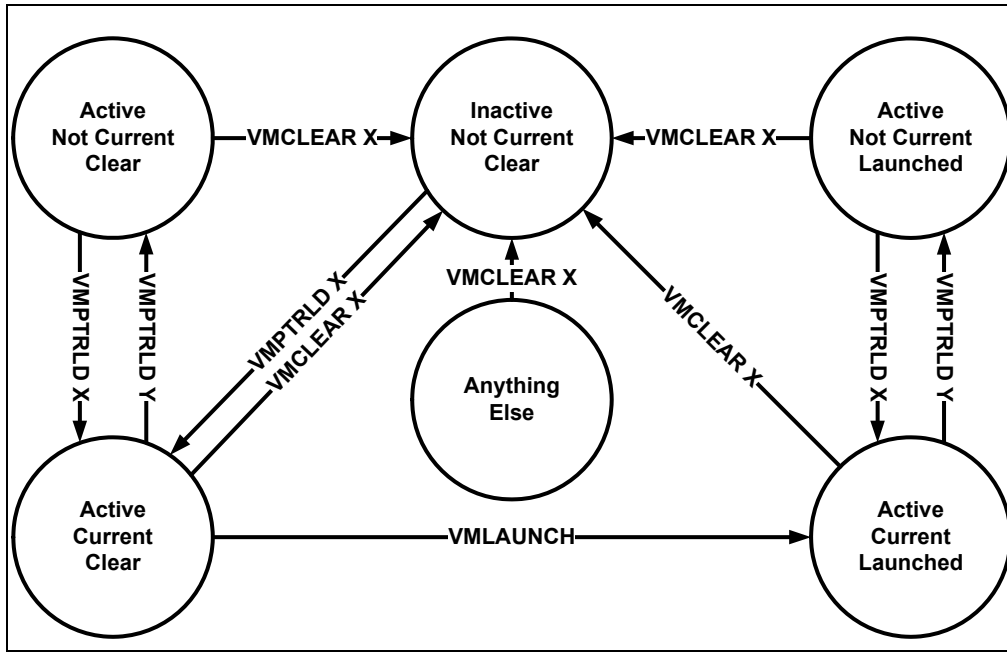 Active
Not Current
Clear
VMCLEAR X
Inactive
Not Current
Clear
VMCLEAR X
Active
Not Current
Launched
VMPTRLD X
VMPTRLD Y
VMPTRLD X
VMCLEAR X
VMCLEAR X
Anything
Else
VMCLEAR X
VMPTRLD X
VMPTRLD Y
Active
Current
Clear
VMLAUNCH
Active
Current
Launched